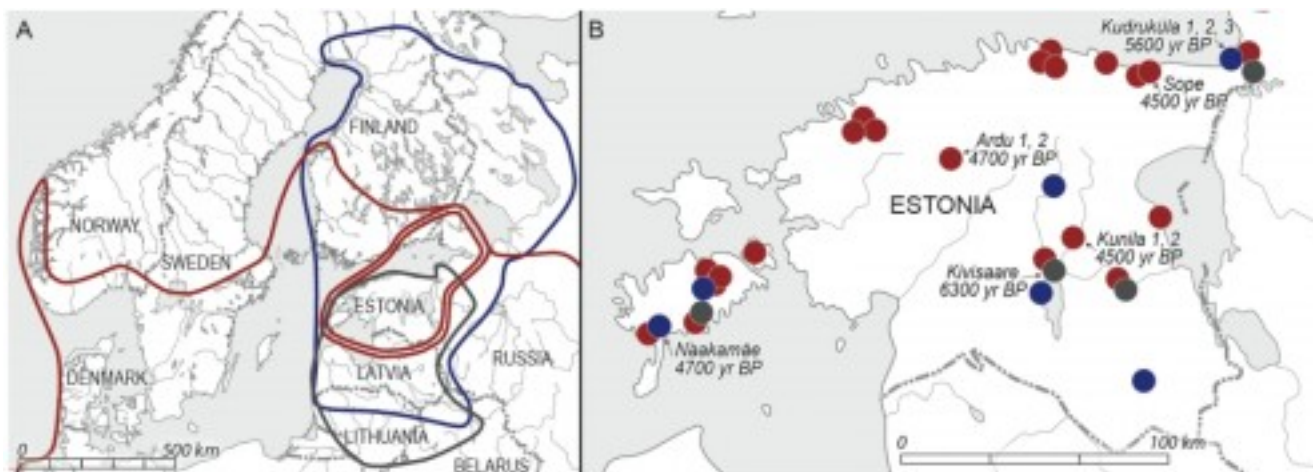 A
NORWAY
SWEDEN
FINLAND
ESTONIA
LATVIA
LITHUANIA
RUSSIA
DENMARK
BELARUS
0 500 km
B
Kudruküla 1, 2, 3
5600 yr BP
Sope
4500 yr BP
Ardu 1, 2
4700 yr BP
ESTONIA
Kunila 1, 2
4500 yr BP
Kivisaare
6300 yr BP
Naakamäe
4700 yr BP
0 100 km